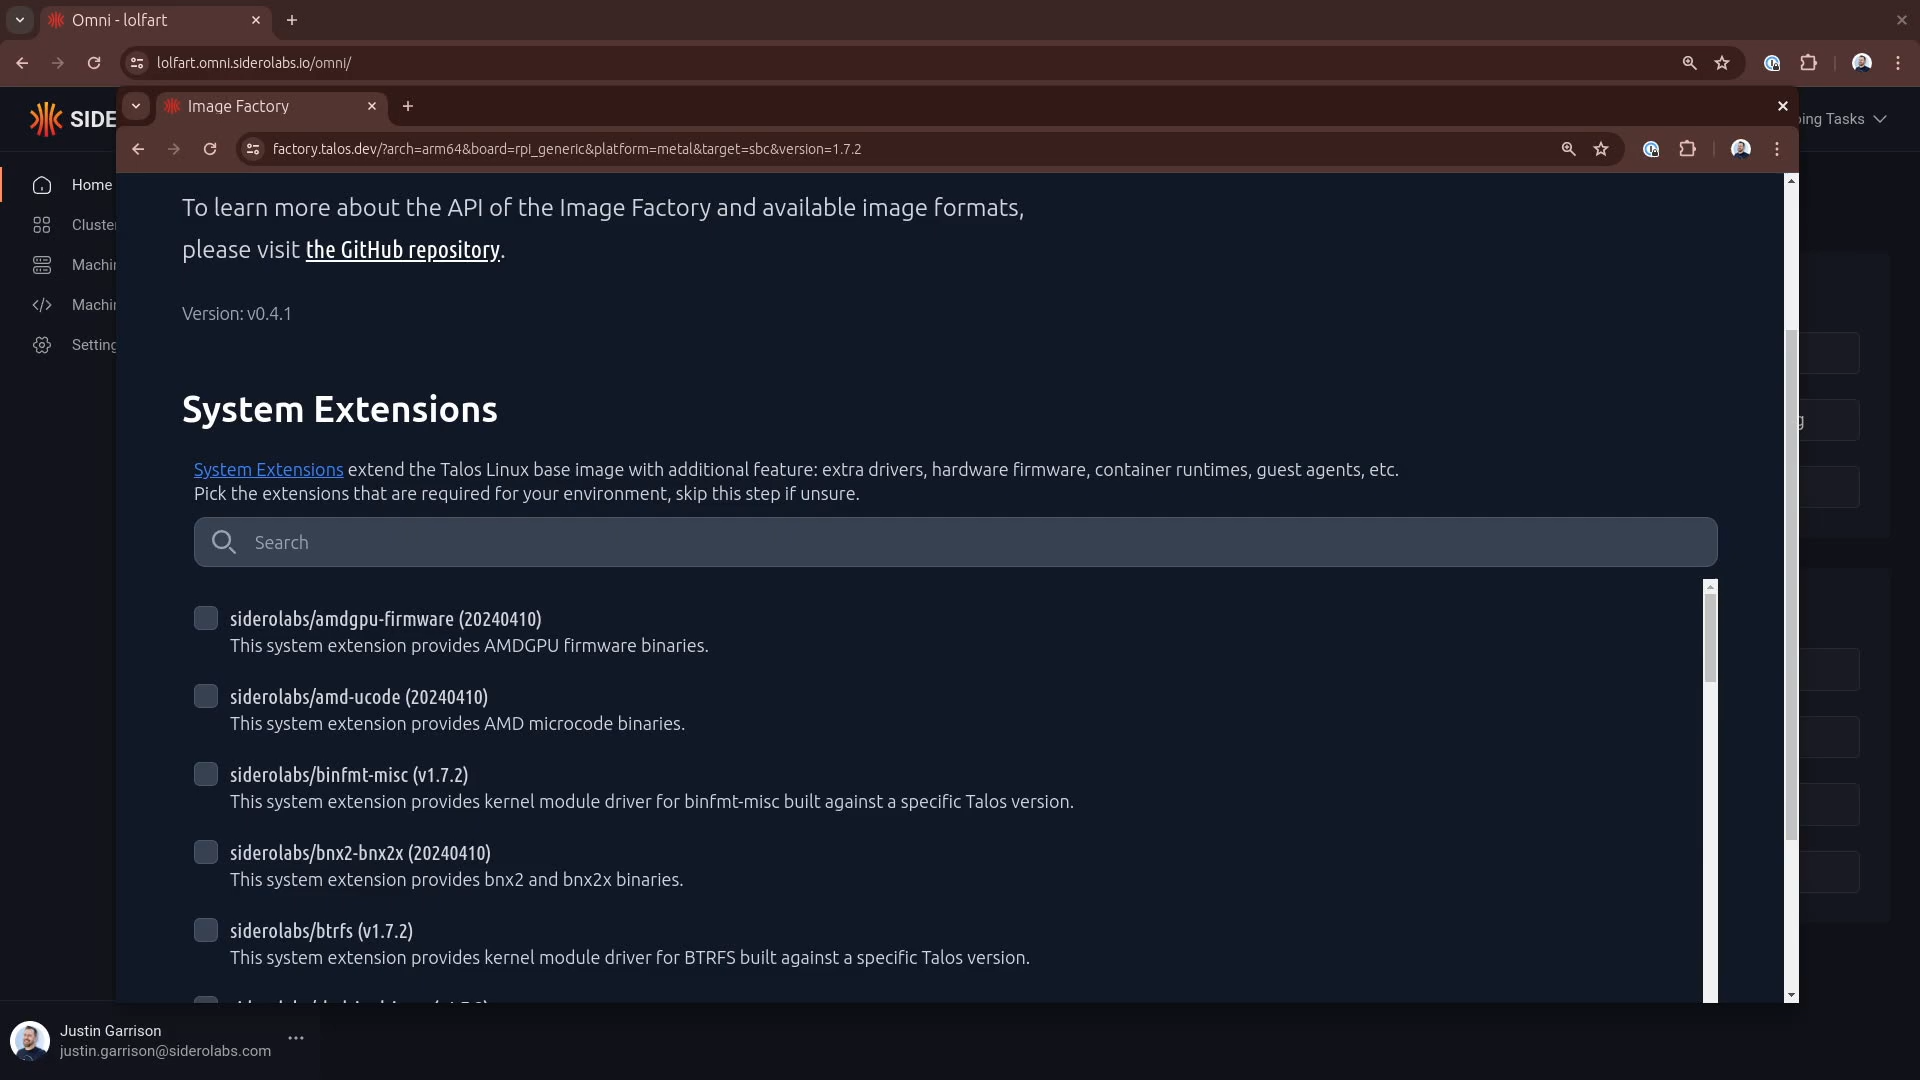 Omni - lolfart
lolfart.omni.siderolabs.io/omni/
SIDE
Home
Cluste
Machin
Machin
Setting
ping Tasks
g
Image Factory
factory.talos.dev/?arch=arm64&board=rpi_generic&platform=metal&target=sbc&version=1.7.2
To learn more about the API of the Image Factory and available image formats,
please visit the GitHub repository.
Version: v0.4.1
System Extensions
System Extensions extend the Talos Linux base image with additional feature: extra drivers, hardware firmware, container runtimes, guest agents, etc.
Pick the extensions that are required for your environment, skip this step if unsure.
Search
siderolabs/amdgpu-firmware (20240410)
This system extension provides AMDGPU firmware binaries.
siderolabs/amd-ucode (20240410)
This system extension provides AMD microcode binaries.
siderolabs/binfmt-misc (v1.7.2)
This system extension provides kernel module driver for binfmt-misc built against a specific Talos version.
siderolabs/bnx2-bnx2x (20240410)
This system extension provides bnx2 and bnx2x binaries.
siderolabs/btrfs (v1.7.2)
This system extension provides kernel module driver for BTRFS built against a specific Talos version.
Justin Garrison
justin.garrison@siderolabs.com